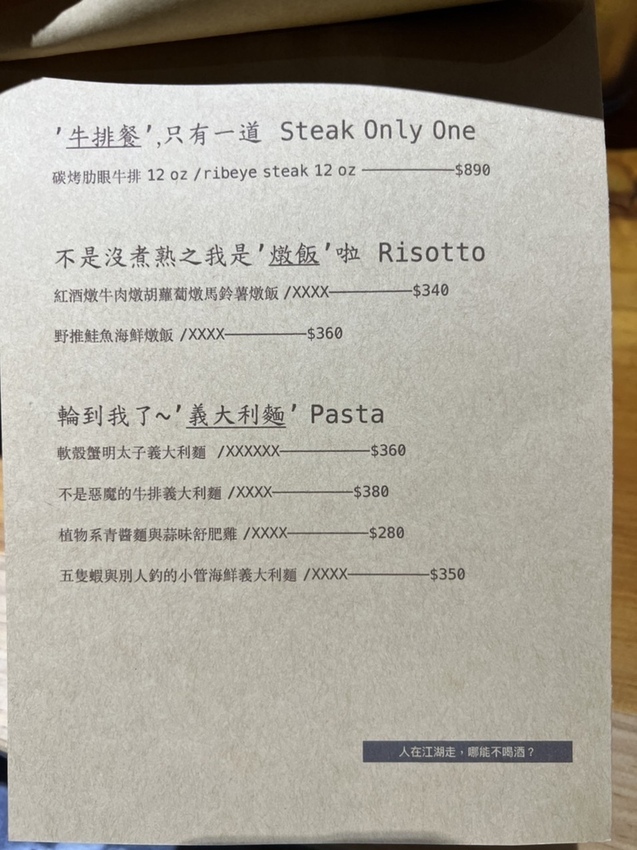 '牛排餐',只有一道 Steak Only One
碳烤肋眼牛排 12 oz /ribeye steak 12 oz ————$890
不是沒煮熟之我是'燉飯'啦 Risotto
紅酒燉牛肉燉胡蘿蔔燉馬鈴薯燉飯 /XXXX————$340
野推鮭魚海鮮燉飯 /XXXX————$360
輪到我了~'義大利麵' Pasta
軟殼蟹明太子義大利麵 /XXXXXX————$360
不是惡魔的牛排義大利麵 /XXXX————$380
植物系青醬麵與蒜味舒肥雞 /XXXX————$280
五隻蝦與別人釣的小管海鮮義大利麵 /XXXX————$350
人在江湖走，哪能不喝酒？